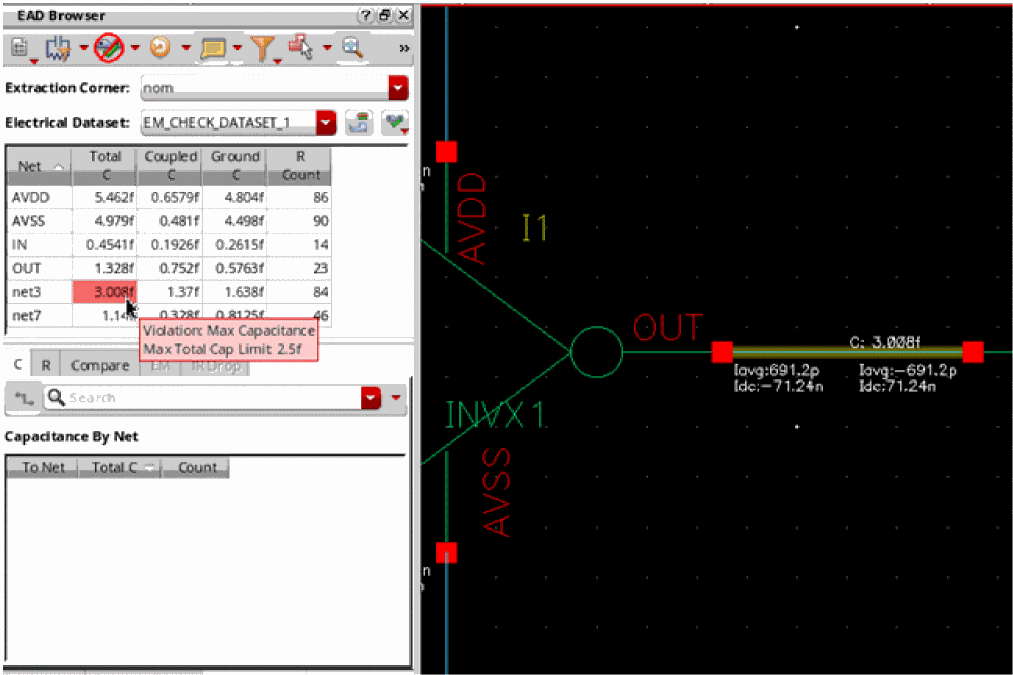 EAD Browser
»
Extraction Corner: nom
Electrical Dataset: EM_CHECK_DATASET_1
Net Total C Coupled C Ground C R Count
AVDD 5.462f 0.6579f 4.804f 86
AVSS 4.979f 0.481f 4.498f 90
IN 0.4541f 0.1926f 0.2615f 14
OUT 1.328f 0.752f 0.5763f 23
net3 3.008f 1.37f 1.638f 84
net7 0.328f 0.8125f 46
Violation: Max Capacitance
Max Total Cap Limit: 2.5f
C R Compare EM IR Drop
Search
Capacitance By Net
To Net Total C Count
n
AVDD
I1
OUT
C: 3.008f
Iavg:691.2p
Idc:-71.24n
Iavg:-691.2p
Idc:71.24n
INVX1
AVSS
n